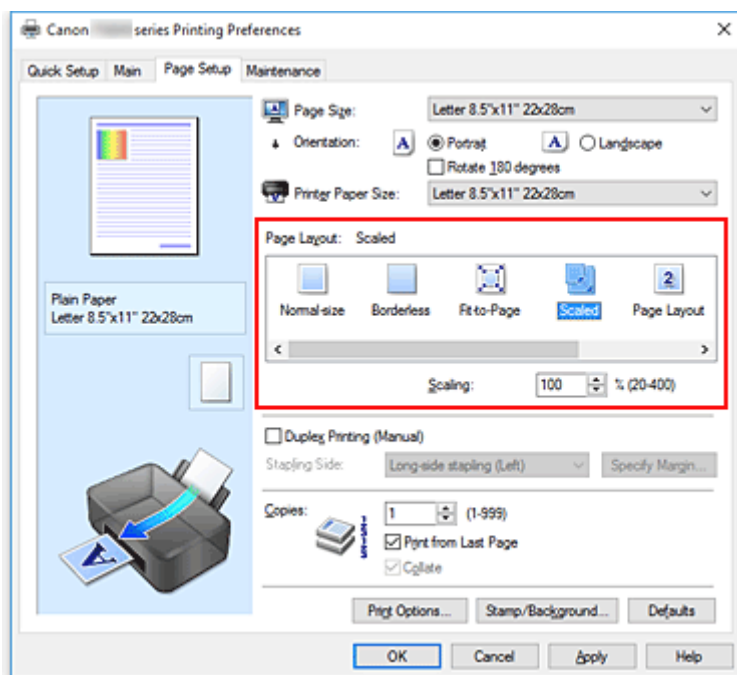 Canon series Printing Preferences
Quick Setup Main Page Setup Maintenance
Page Size: Letter 8.5"x11" 22x28cm
Orientation: A Portrait A Landscape
Rotate 180 degrees
Printer Paper Size: Letter 8.5"x11" 22x28cm
Page Layout: Scaled
Normal-size Borderless Fit-to-Page Scaled Page Layout
Scaling: 100 % (20-400)
Plain Paper
Letter 8.5"x11" 22x28cm
Duplex Printing (Manual)
Stapling Side: Long-side stapling (Left) Specify Margin...
Copies: 1 (1-999)
Print from Last Page
Collate
Print Options... Stamp/Background... Defaults
OK Cancel Apply Help